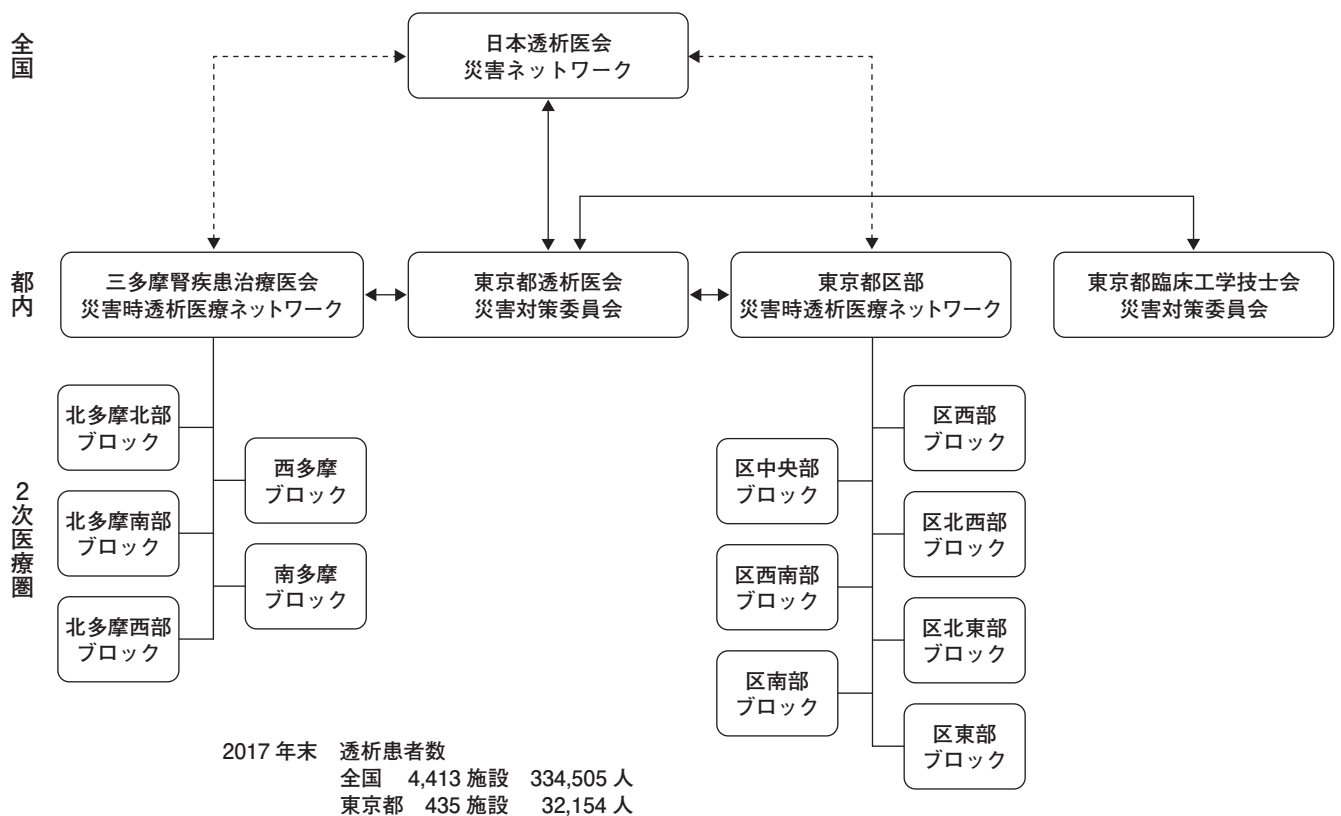 全国
日本透析医会
災害ネットワーク
都内
三多摩腎疾患治療医会
災害時透析医療ネットワーク
東京都透析医会
災害対策委員会
東京都区部
災害時透析医療ネットワーク
東京都臨床工学技士会
災害対策委員会
2次医療圏
北多摩北部
ブロック
西多摩
ブロック
北多摩南部
ブロック
南多摩
ブロック
北多摩西部
ブロック
区西部
ブロック
区中央部
ブロック
区北西部
ブロック
区西南部
ブロック
区北東部
ブロック
区南部
ブロック
区東部
ブロック
2017年末 透析患者数
全国 4,413施設 334,505人
東京都 435施設 32,154人